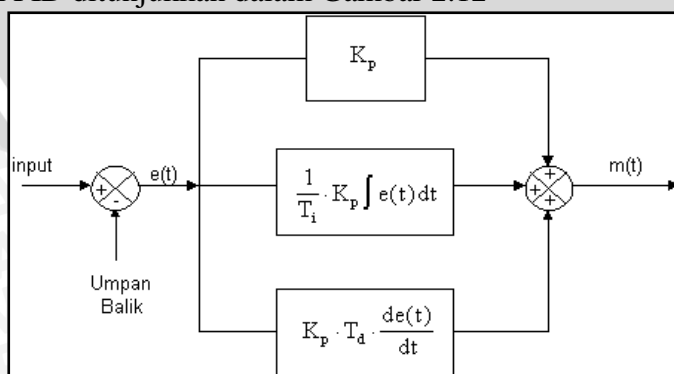 PID ditunjukkan dalam Gambar 2.12
K_p
input
e(t)
+
-
1/T_i · K_p ∫ e(t) dt
+
+
+
m(t)
Umpan
Balik
K_p · T_d · de(t)/dt